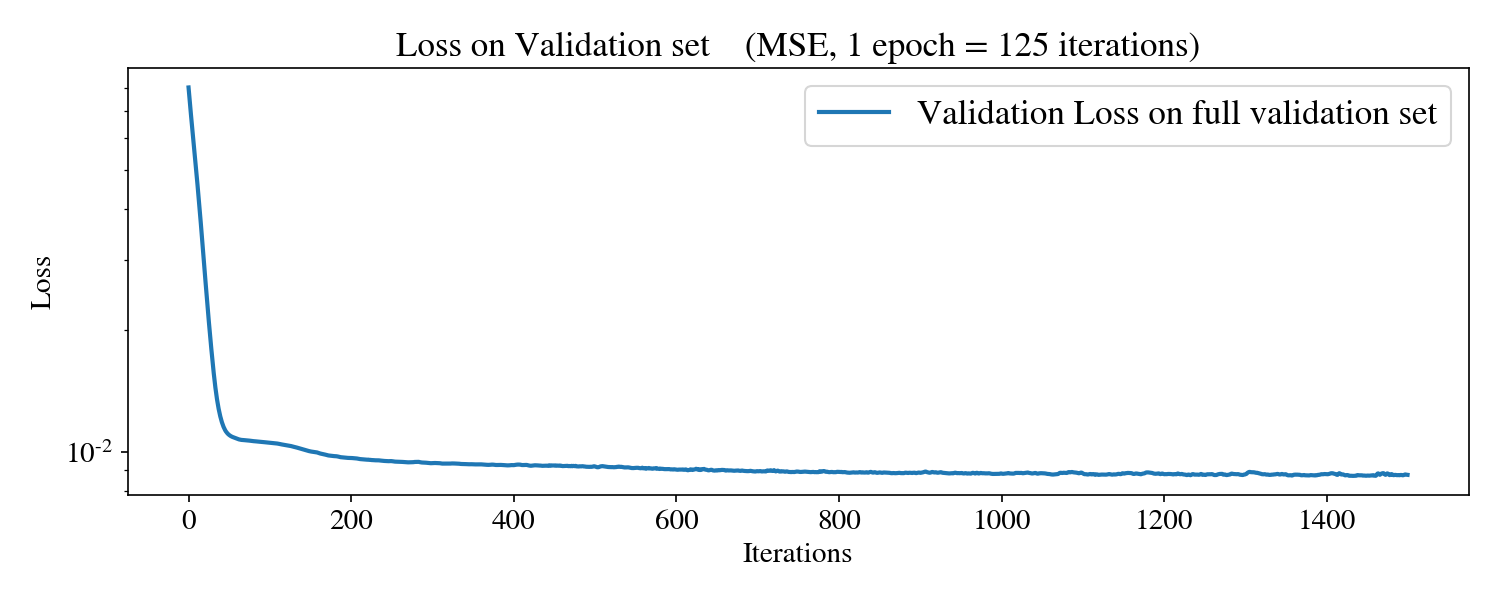 Loss on Validation set (MSE, 1 epoch = 125 iterations)
Validation Loss on full validation set
Loss
10⁻²
0 200 400 600 800 1000 1200 1400
Iterations